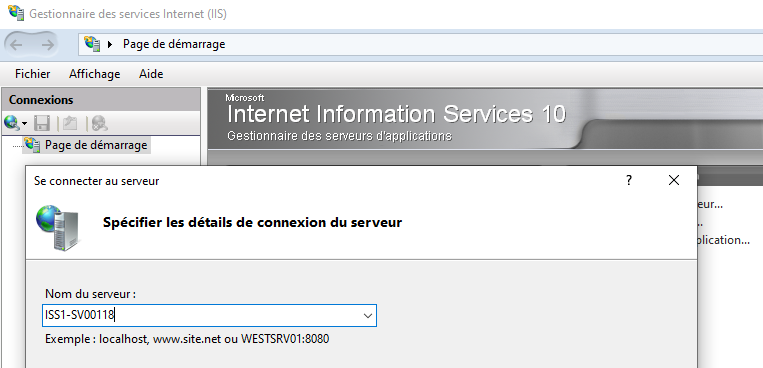 Gestionnaire des services Internet (IIS)
Page de démarrage
Fichier Affichage Aide
Connexions
Page de démarrage
Microsoft
Internet Information Services 10
Gestionnaire des serveurs d'applications
Se connecter au serveur
?
eur...
...
plication...
Spécifier les détails de connexion du serveur
Nom du serveur :
ISS1-SV00118
Exemple : localhost, www.site.net ou WESTSRV01:8080